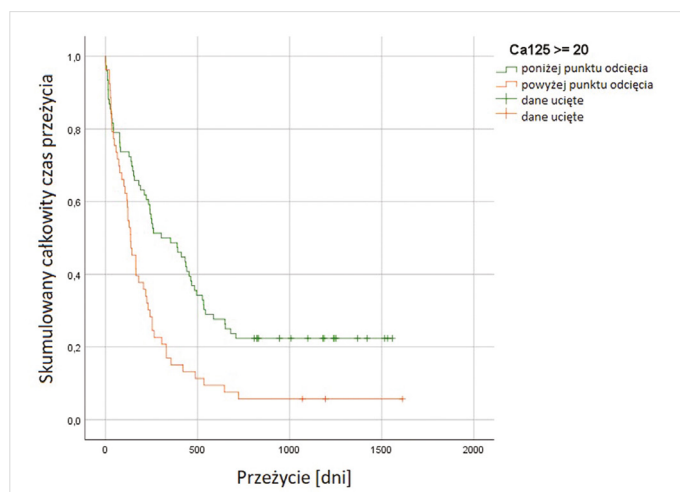 Ca125 >= 20
poniżej punktu odcięcia
powyżej punktu odcięcia
dane ucięte
dane ucięte
Skumulowany całkowity czas przeżycia
1,0
0,8
0,6
0,4
0,2
0,0
0
500
1000
1500
2000
Przeżycie [dni]